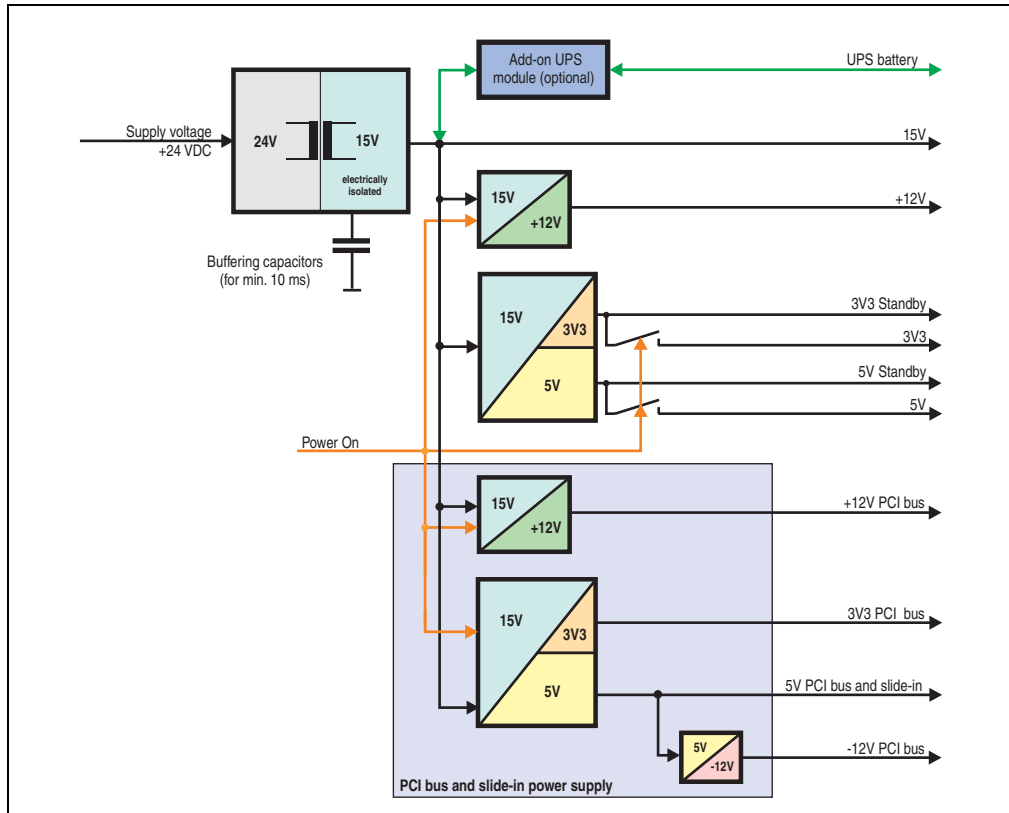 Add-on UPS
module (optional)
UPS battery
Supply voltage
+24 VDC
24V
15V
electrically
isolated
15V
15V
+12V
+12V
Buffering capacitors
(for min. 10 ms)
15V
3V3
5V
3V3 Standby
3V3
5V Standby
5V
Power On
15V
+12V
+12V PCI bus
15V
3V3
5V
3V3 PCI bus
5V PCI bus and slide-in
5V
-12V
-12V PCI bus
PCI bus and slide-in power supply